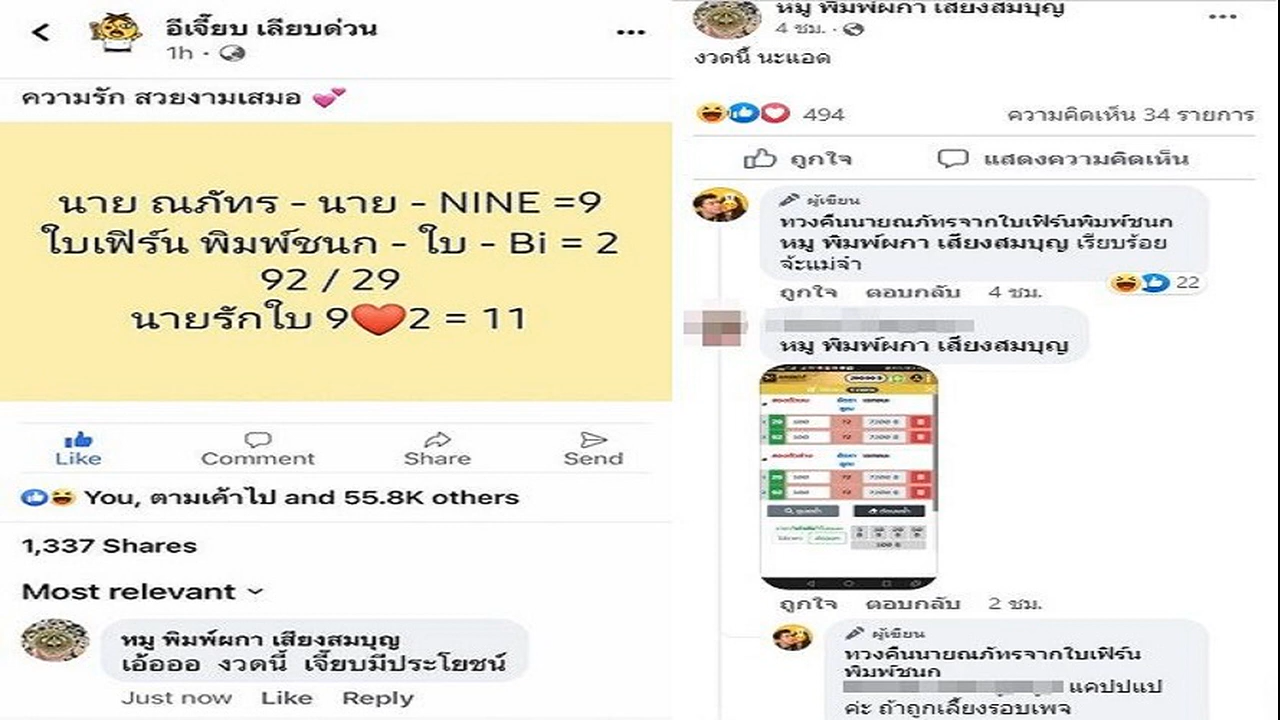 อีเจี๊ยบ เลียบด่วน
1h ·
ความรัก สวยงามเสมอ 💕
นาย ณภัทร - นาย - NINE =9
ใบเฟิร์น พิมพ์ชนก - ใบ - Bi = 2
92 / 29
นายรักใบ 9❤️2 = 11
Like Comment Share Send
You, ตามเค้าไป and 55.8K others
1,337 Shares
Most relevant
หมู พิมพ์ผกา เสียงสมบุญ
เอ้อออ งวดนี้ เจี๊ยบมีประโยชน์
Just now Like Reply
หมู พิมพ์ผกา เสียงสมบุญ
4 ชม. ·
งวดนี้ นะแอด
494 ความคิดเห็น 34 รายการ
ถูกใจ แสดงความคิดเห็น
ผู้เขียน
ทวงคืนนายณภัทรจากใบเฟิร์นพิมพ์ชนก
หมู พิมพ์ผกา เสียงสมบุญ เรียบร้อย
จ้ะแม่จ๋า
ถูกใจ ตอบกลับ 4 ชม. 22
หมู พิมพ์ผกา เสียงสมบุญ
ถูกใจ ตอบกลับ 2 ชม.
ผู้เขียน
ทวงคืนนายณภัทรจากใบเฟิร์น
พิมพ์ชนก
แคปปแปป
ค่ะ ถ้าถูกเลี้ยงรอบเพจ